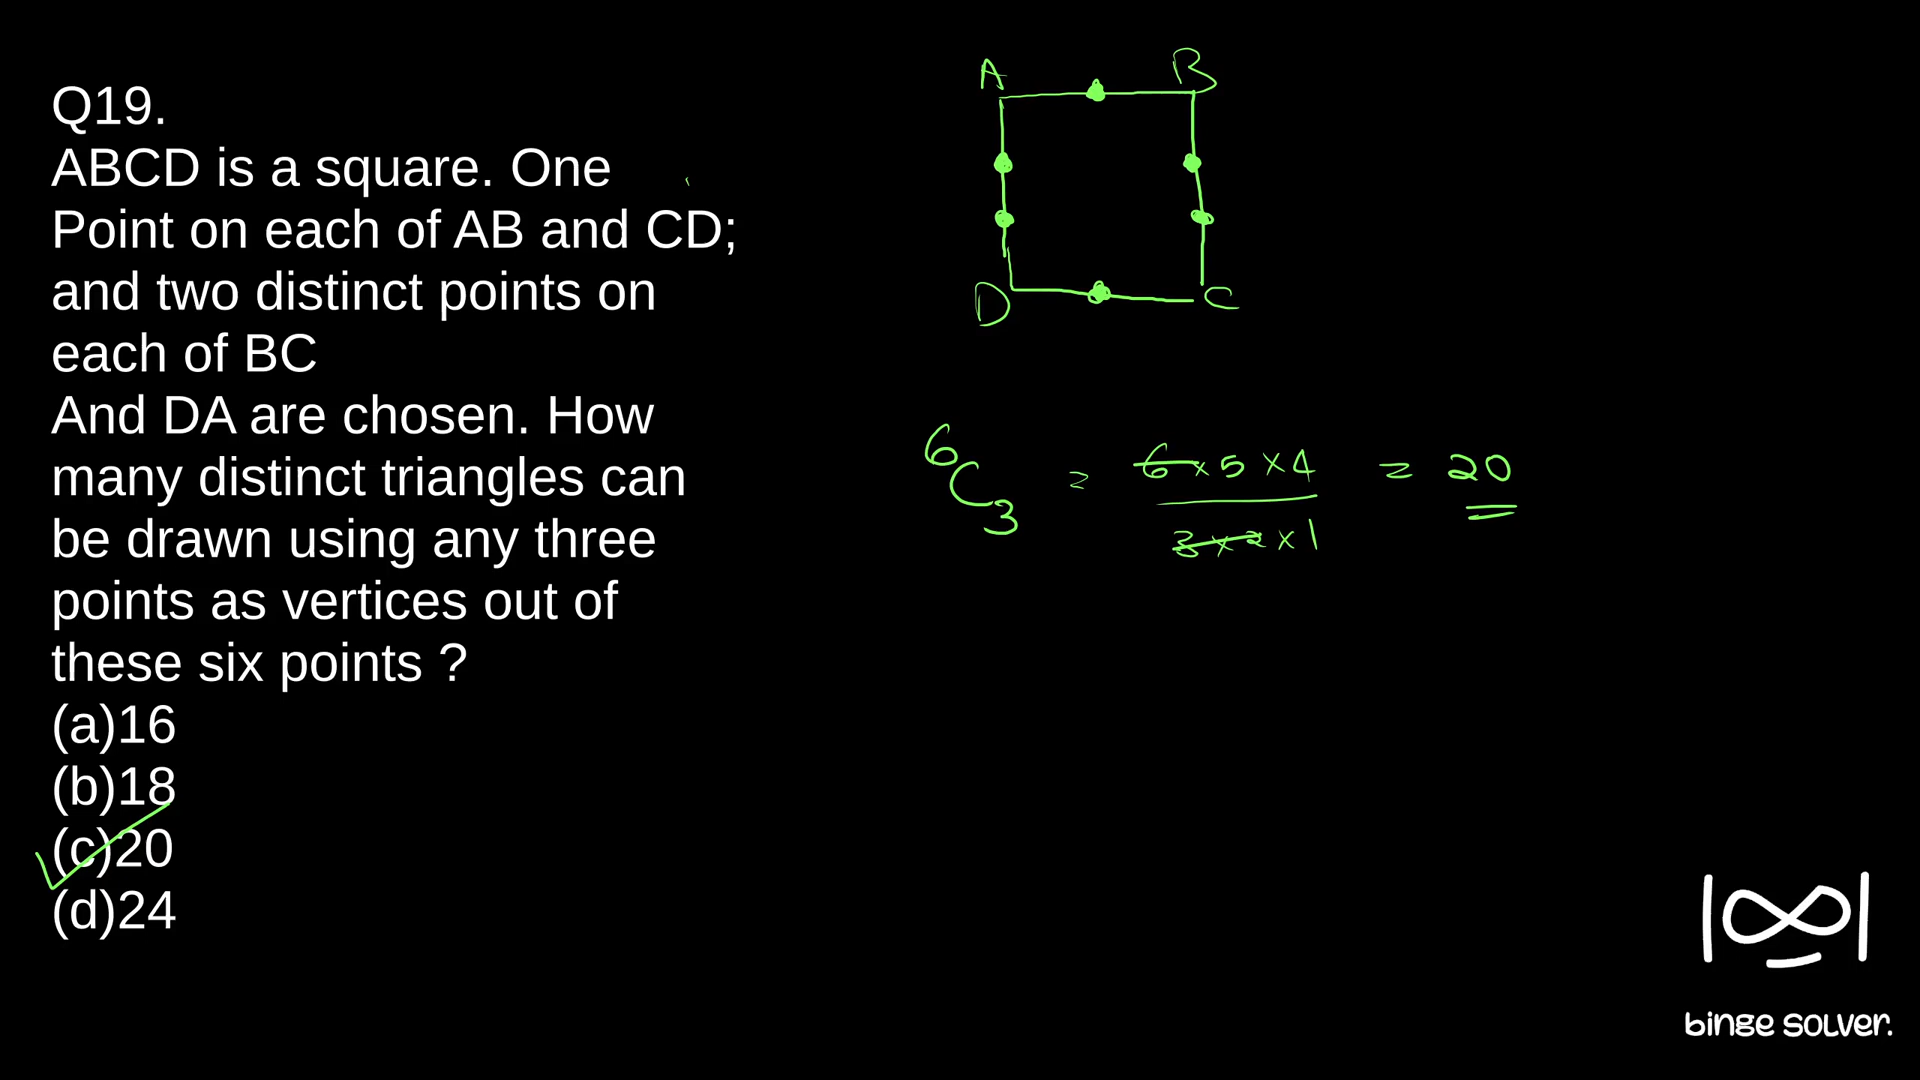 Q19.
ABCD is a square. One
Point on each of AB and CD;
and two distinct points on
each of BC
And DA are chosen. How
many distinct triangles can
be drawn using any three
points as vertices out of
these six points ?
(a)16
(b)18
(c)20
(d)24
A B
D C
⁶C₃ = 6×5×4 / 3×2×1 = 20
binge solver.